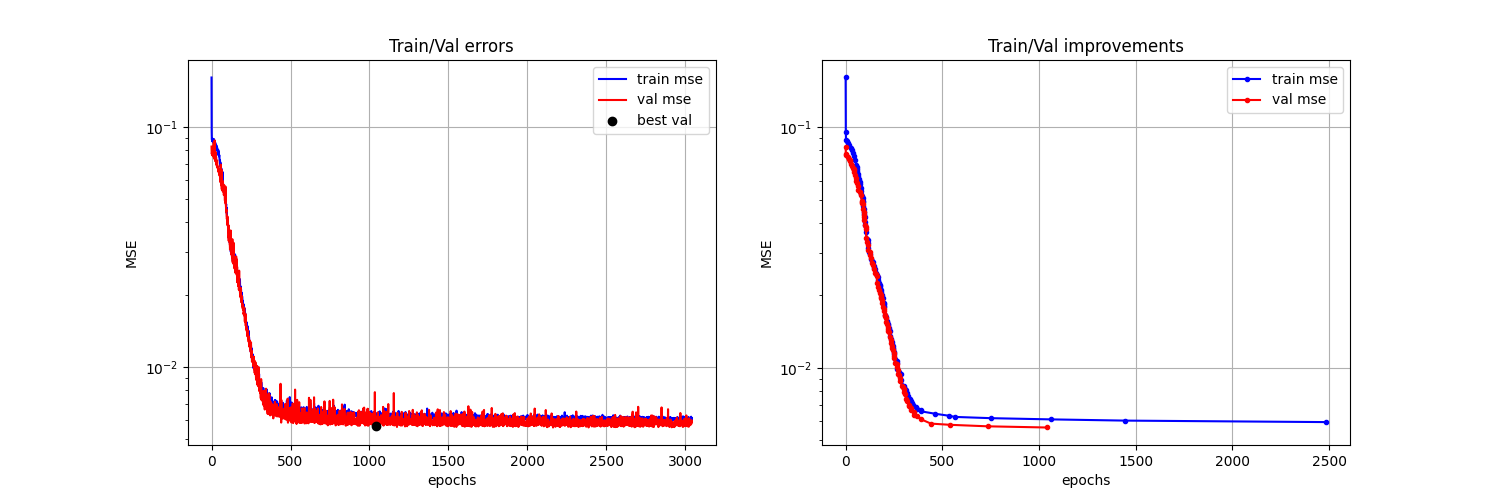 Train/Val errors
train mse
val mse
best val
10⁻¹
10⁻²
MSE
0
500
1000
1500
2000
2500
3000
epochs
Train/Val improvements
train mse
val mse
10⁻¹
10⁻²
MSE
0
500
1000
1500
2000
2500
epochs